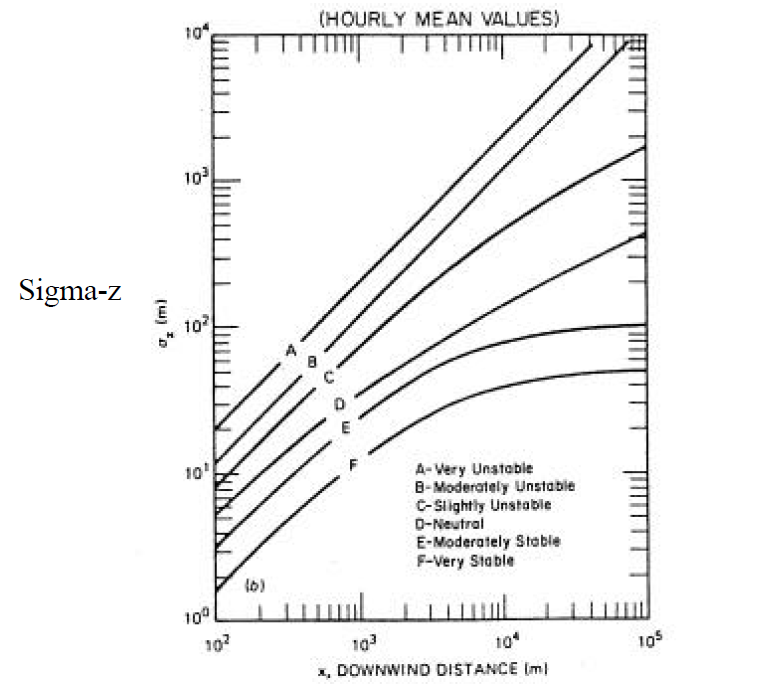 (HOURLY MEAN VALUES)
10⁴
10³
Sigma-z
σx (m)
10²
A
B
C
D
E
10¹
F
A-Very Unstable
B-Moderately Unstable
C-Slightly Unstable
D-Neutral
E-Moderately Stable
F-Very Stable
(b)
10⁰
10² 10³ 10⁴ 10⁵
x, DOWNWIND DISTANCE (m)